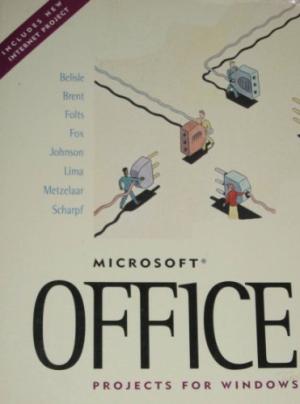 INCLUDES NEW
INTERNET PROJECT
Belisle
Brent
Folts
Fox
Johnson
Lima
Metzelaar
Scharpf
MICROSOFT®
OFFICE
PROJECTS FOR WINDOWS